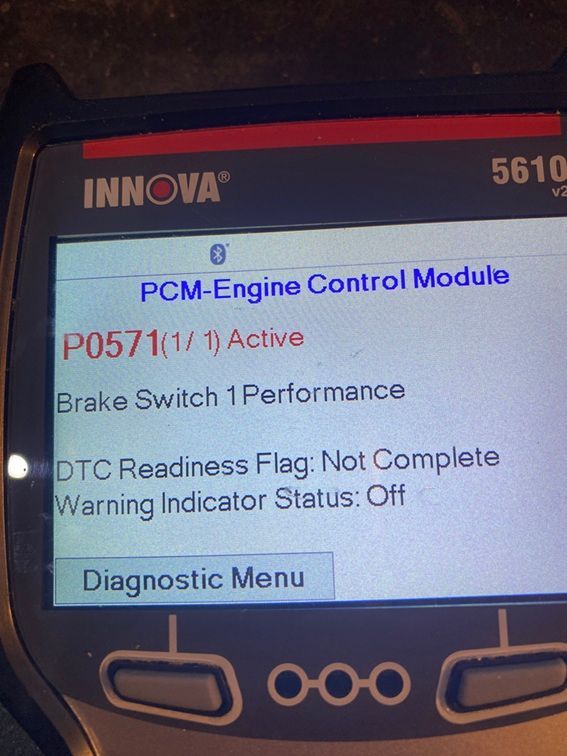 INNOVA®
5610
v2
PCM-Engine Control Module
P0571(1/ 1) Active
Brake Switch 1 Performance
DTC Readiness Flag: Not Complete
Warning Indicator Status: Off
Diagnostic Menu